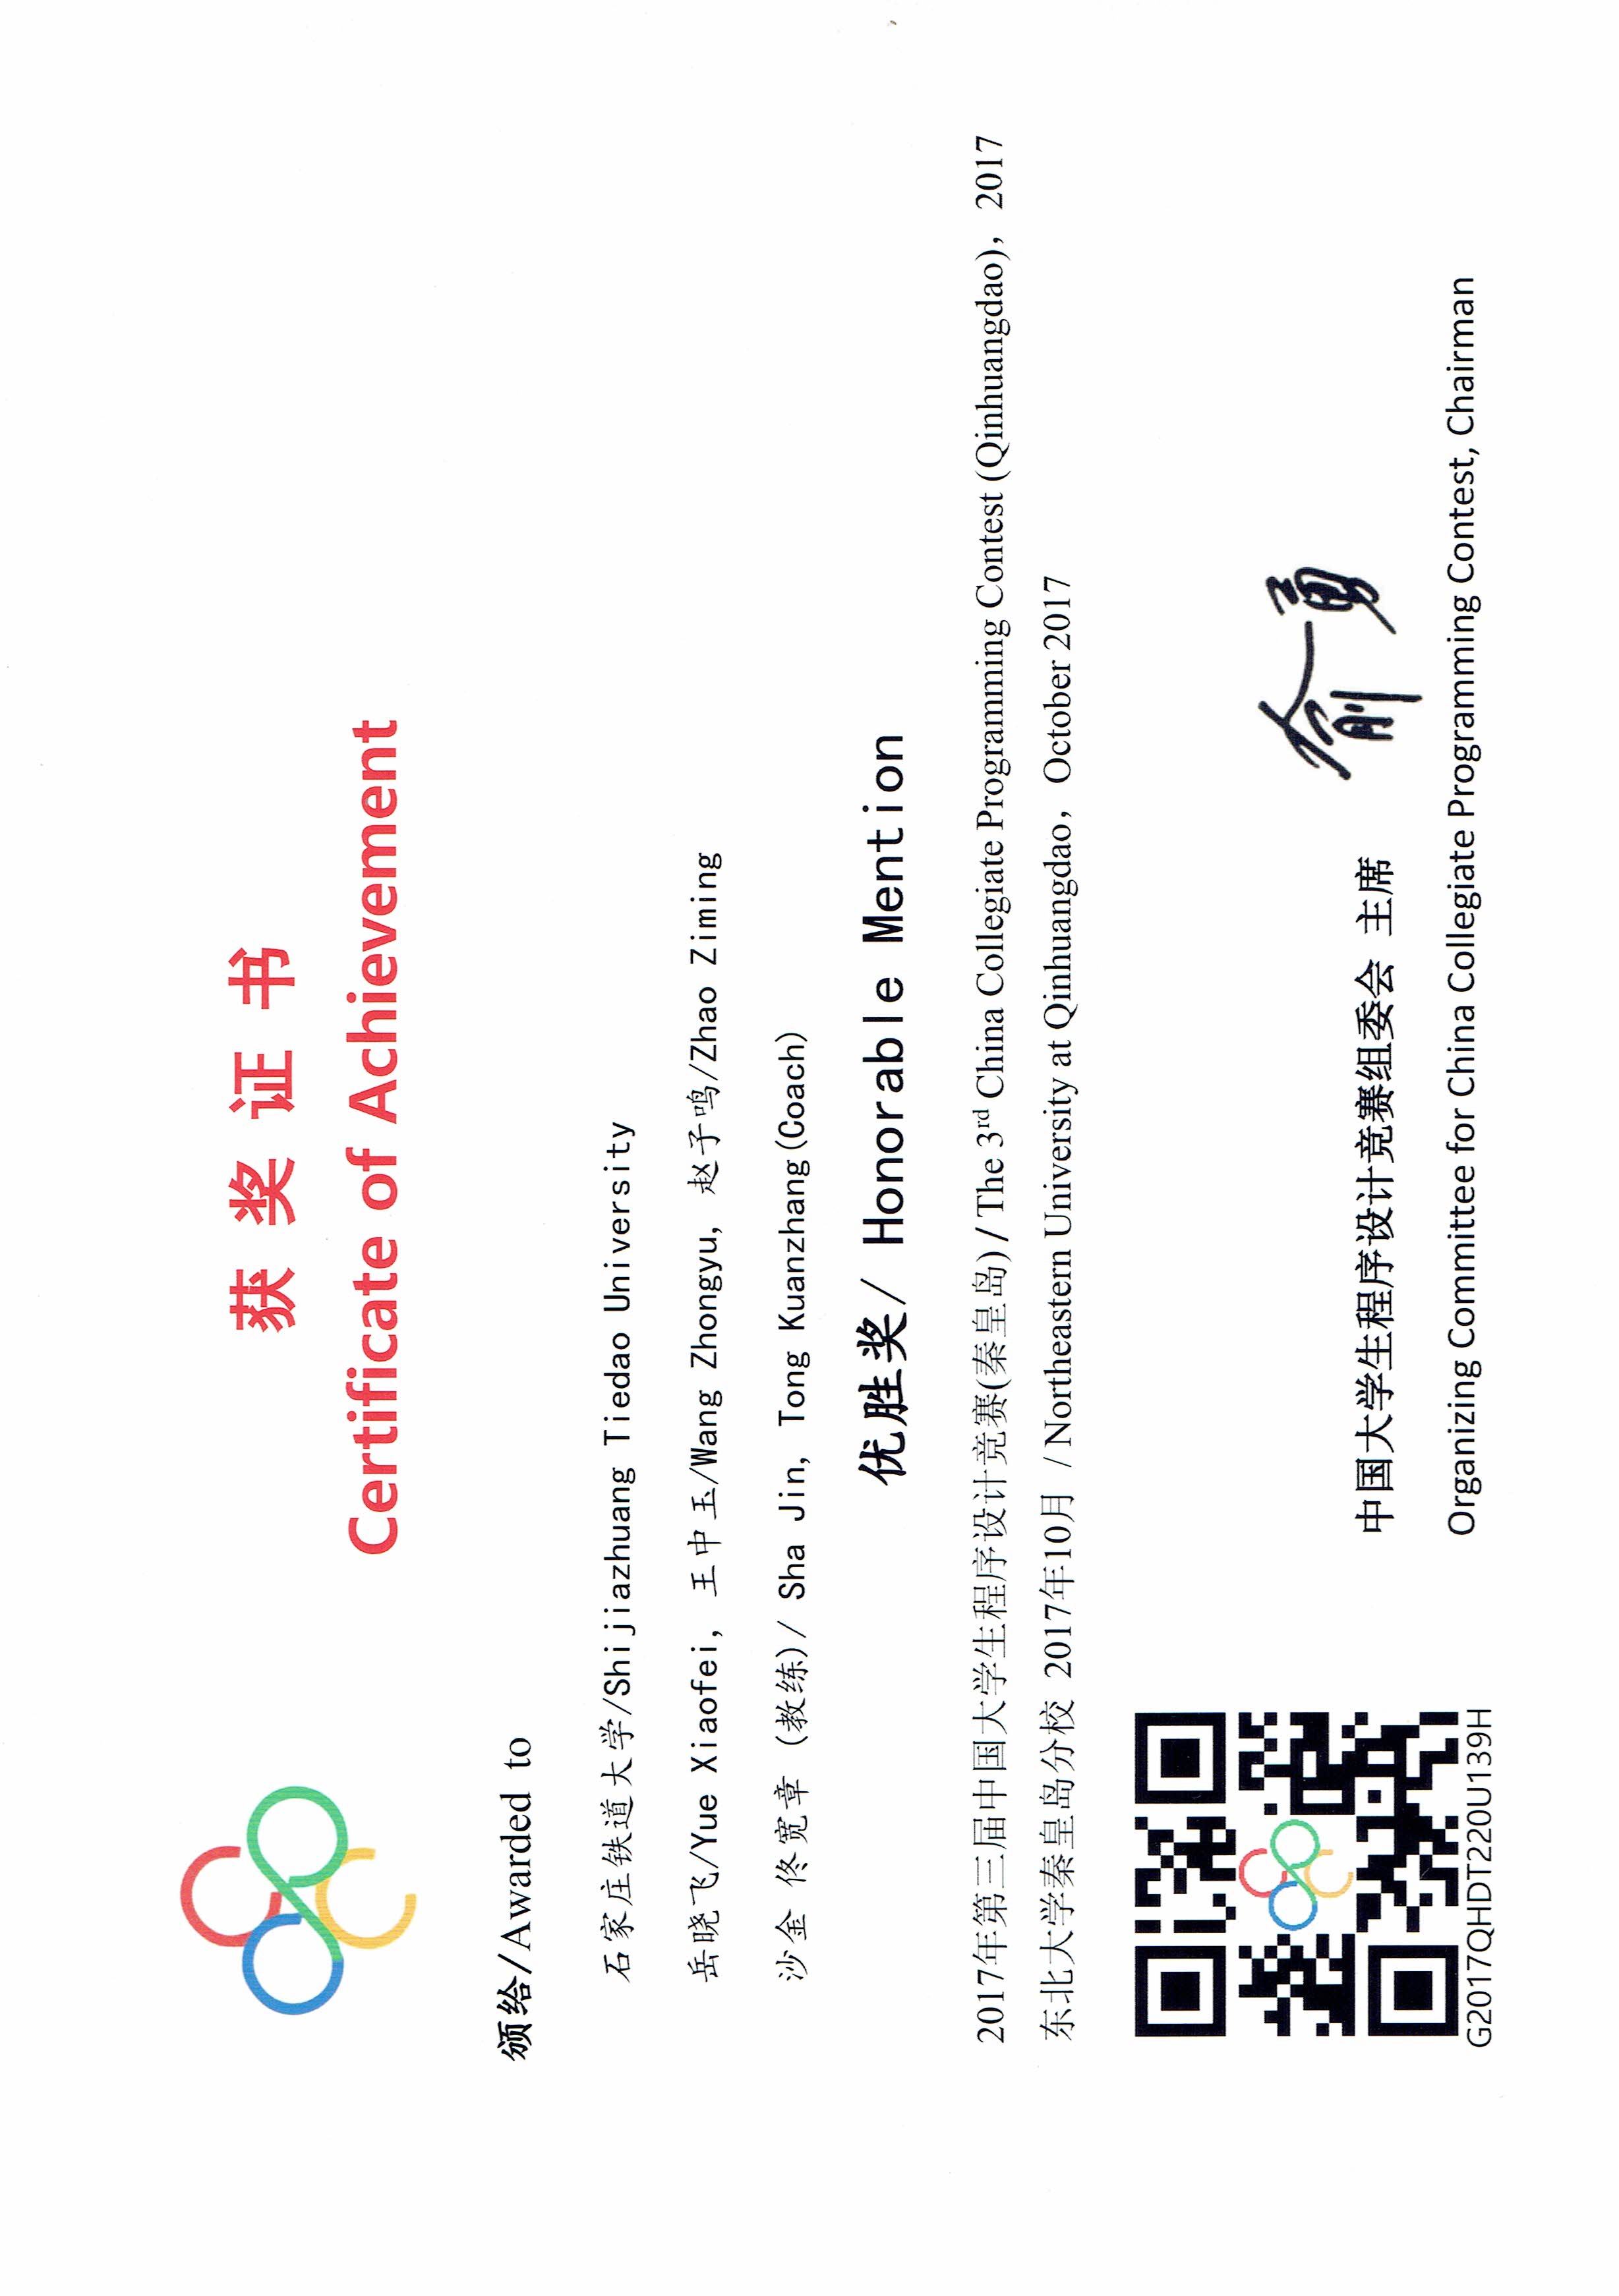 获奖证书
Certificate of Achievement
颁给/Awarded to
石家庄铁道大学/Shijiazhuang Tiedao University
岳晓飞/Yue Xiaofei, 王中玉/Wang Zhongyu, 赵子鸣/Zhao Ziming
沙金 佟宽章 (教练)/ Sha Jin, Tong Kuanzhang(Coach)
优胜奖/ Honorable Mention
2017年第三届中国大学生程序设计竞赛(秦皇岛)/The 3rd China Collegiate Programming Contest (Qinhuangdao), 2017
东北大学秦皇岛分校 2017年10月 /Northeastern University at Qinhuangdao, October 2017
俞勇
中国大学生程序设计竞赛组委会 主席
Organizing Committee for China Collegiate Programming Contest, Chairman
G2017QHDT220U139H